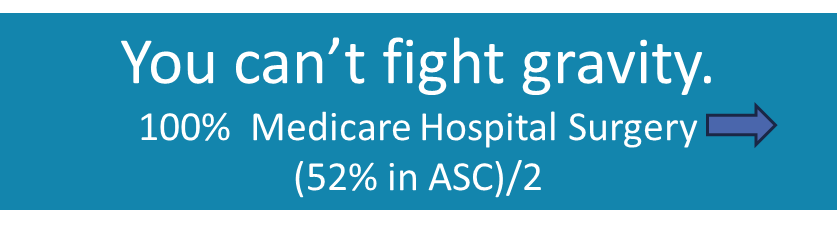 You can’t fight gravity.
100%  Medicare Hospital Surgery
(52% in ASC)/2